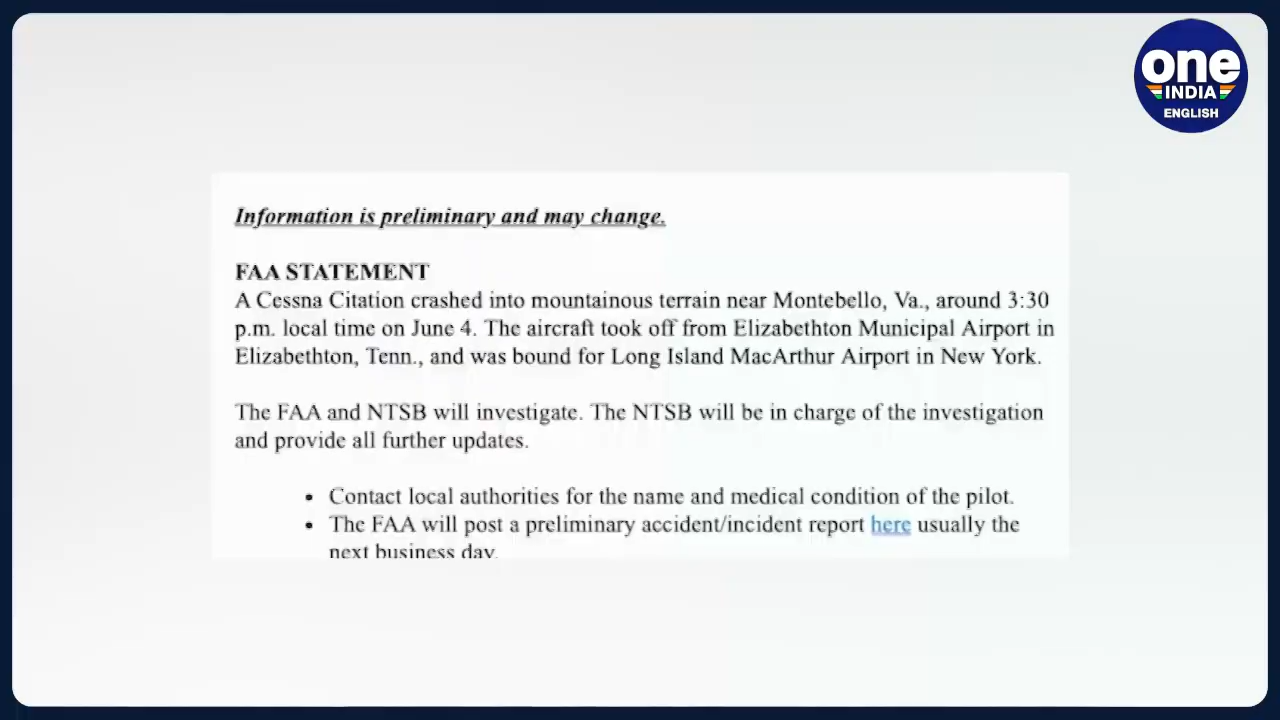 one
INDIA
ENGLISH
Information is preliminary and may change.
FAA STATEMENT
A Cessna Citation crashed into mountainous terrain near Montebello, Va., around 3:30
p.m. local time on June 4. The aircraft took off from Elizabethton Municipal Airport in
Elizabethton, Tenn., and was bound for Long Island MacArthur Airport in New York.
The FAA and NTSB will investigate. The NTSB will be in charge of the investigation
and provide all further updates.
• Contact local authorities for the name and medical condition of the pilot.
• The FAA will post a preliminary accident/incident report here usually the
next business day.